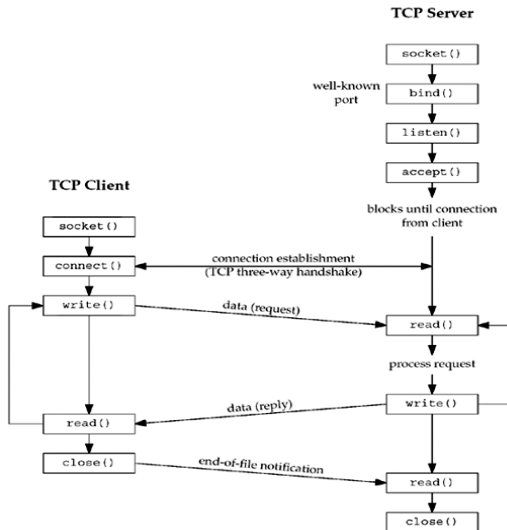 TCP Server
socket()
well-known
port
bind()
listen()
accept()
TCP Client
blocks until connection
from client
socket()
connection establishment
(TCP three-way handshake)
connect()
write()
data (request)
read()
process request
data (reply)
write()
read()
close()
end-of-file notification
read()
close()